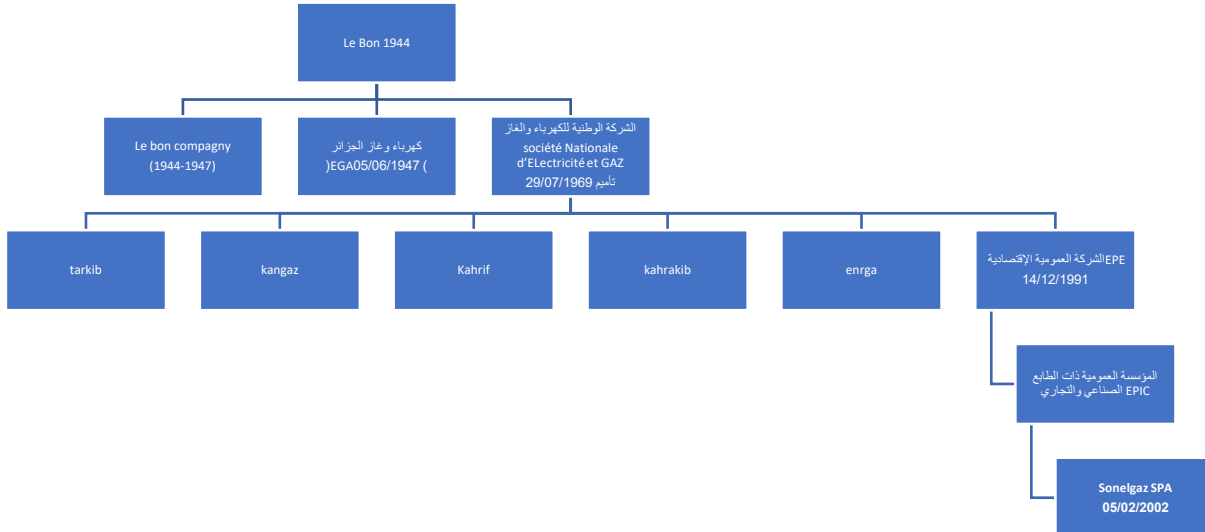 Le Bon 1944
Le bon compagny
(1944-1947)
كهرباء وغاز الجزائر
)EGA05/06/1947 (
الشركة الوطنية للكهرباء والغاز
société Nationale
d’ELectricité et GAZ
تأميم 29/07/1969
tarkib
kangaz
Kahrif
kahrakib
enrga
EPEالشركة العمومية الإقتصادية
14/12/1991
المؤسسة العمومية ذات الطابع
الصناعي والتجاري EPIC
Sonelgaz SPA
05/02/2002